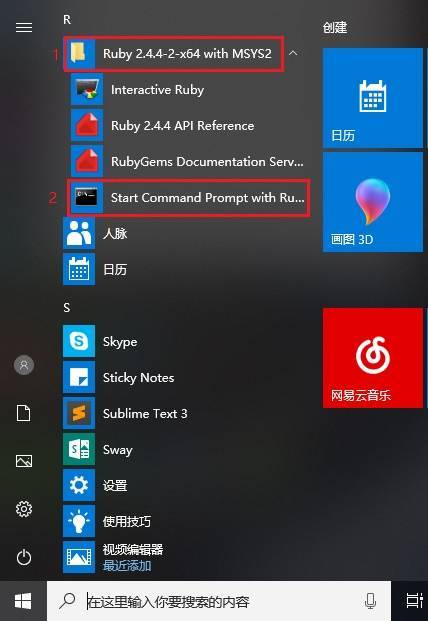 R
1 Ruby 2.4.4-2-x64 with MSYS2
Interactive Ruby
Ruby 2.4.4 API Reference
RubyGems Documentation Serv...
2 Start Command Prompt with Ru...
人脉
日历
S
Skype
Sticky Notes
Sublime Text 3
Sway
设置
使用技巧
视频编辑器
最近添加
创建
日历
画图 3D
网易云音乐
在这里输入你要搜索的内容